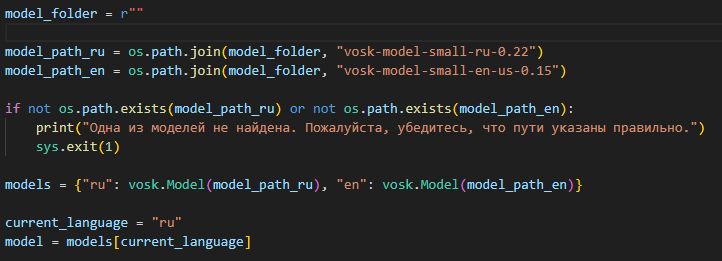 model_folder = r""
model_path_ru = os.path.join(model_folder, "vosk-model-small-ru-0.22")
model_path_en = os.path.join(model_folder, "vosk-model-small-en-us-0.15")
if not os.path.exists(model_path_ru) or not os.path.exists(model_path_en):
    print("Одна из моделей не найдена. Пожалуйста, убедитесь, что пути указаны правильно.")
    sys.exit(1)
models = {"ru": vosk.Model(model_path_ru), "en": vosk.Model(model_path_en)}
current_language = "ru"
model = models[current_language]